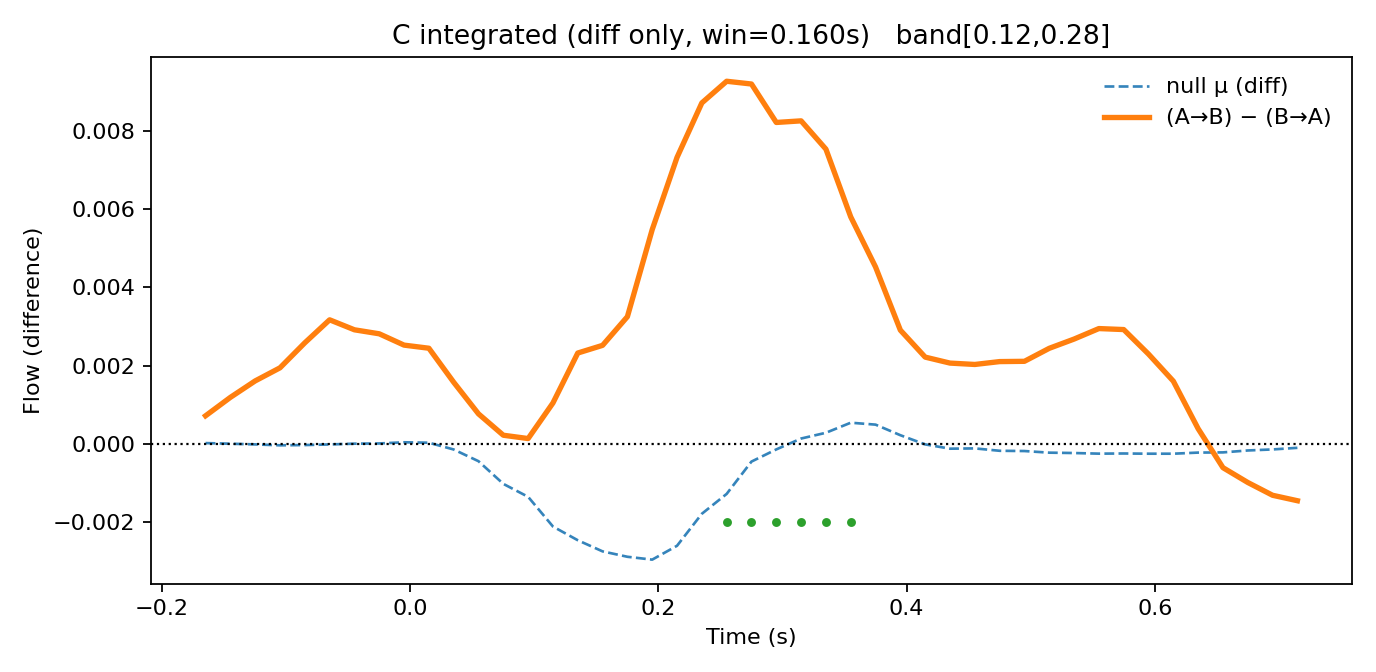 C integrated (diff only, win=0.160s)   band[0.12,0.28]
null μ (diff)
(A→B) − (B→A)
Flow (difference)
0.008
0.006
0.004
0.002
0.000
−0.002
−0.2
0.0
0.2
0.4
0.6
Time (s)